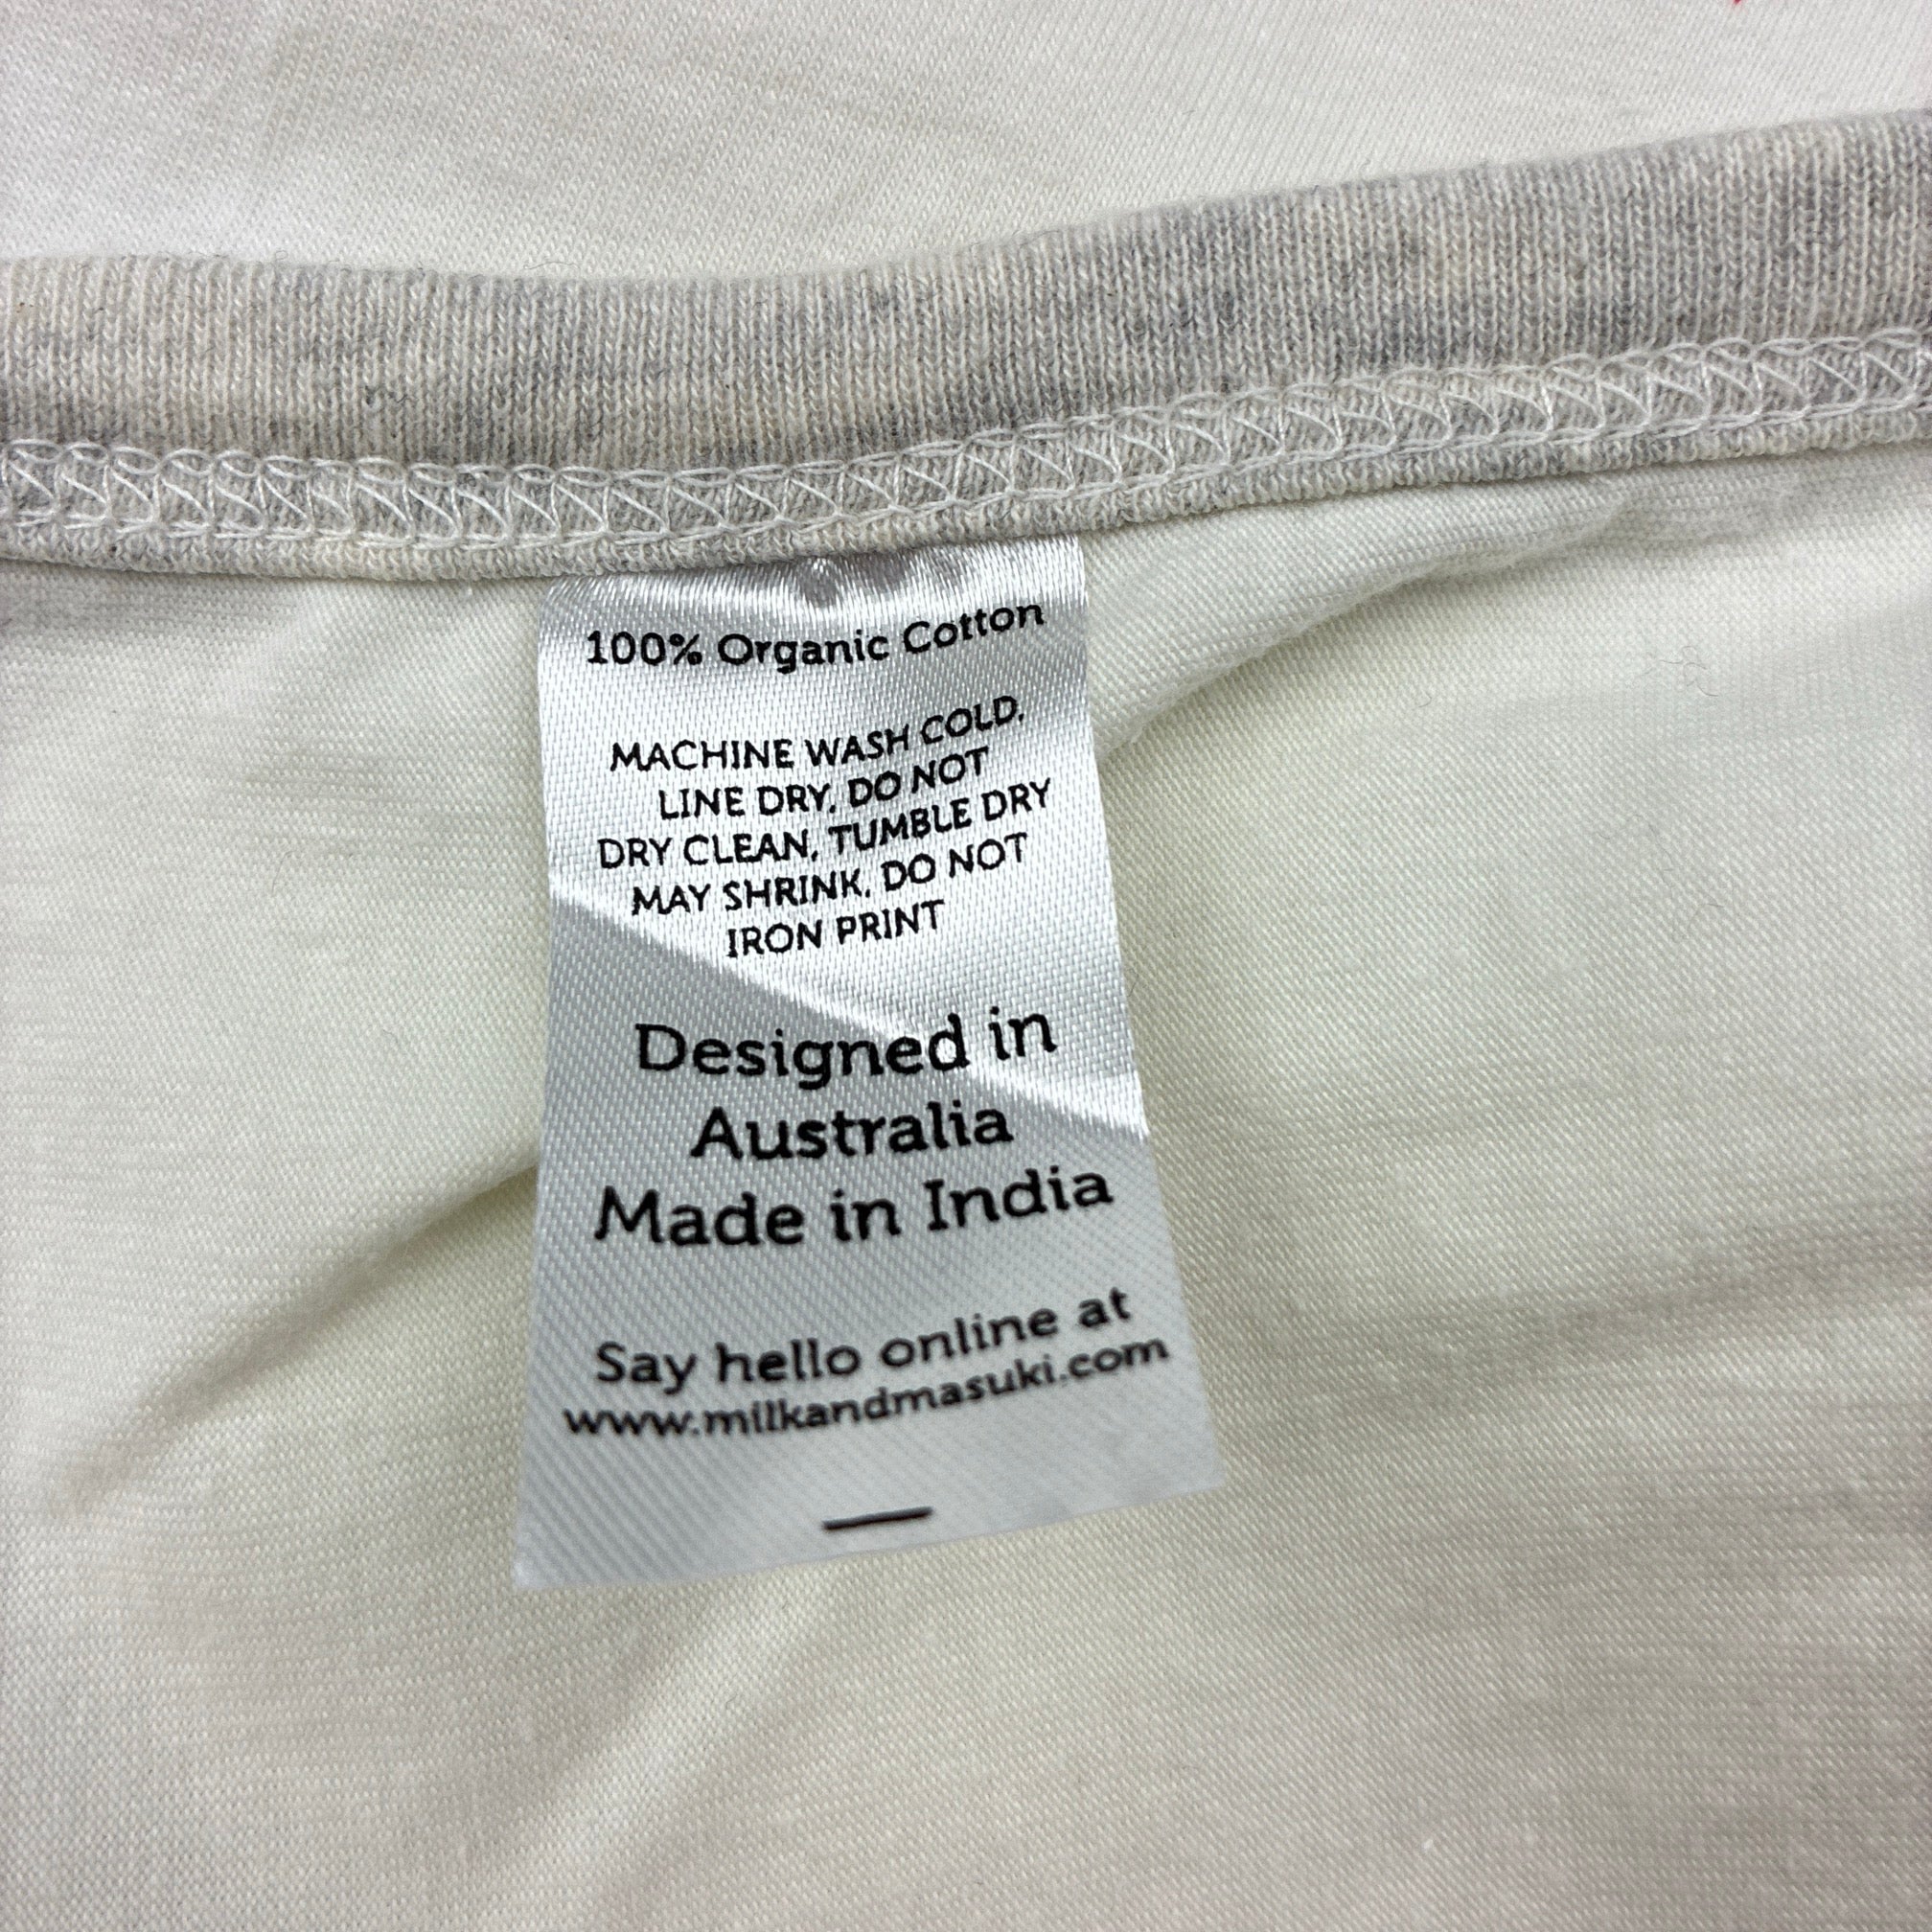 100% Organic Cotton
MACHINE WASH COLD,
LINE DRY, DO NOT
DRY CLEAN, TUMBLE DRY
MAY SHRINK, DO NOT
IRON PRINT
Designed in
Australia
Made in India
Say hello online at
www.milkandmasuki.com